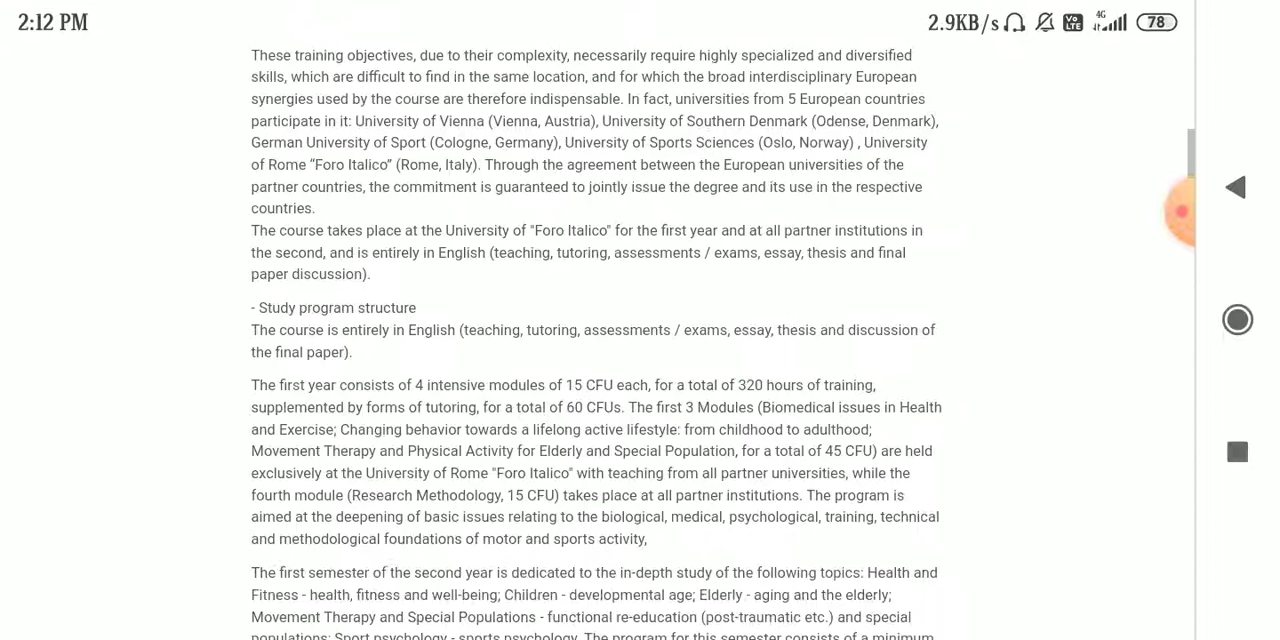 2:12 PM
2.9KB/s
Vo LTE
4G
78
These training objectives, due to their complexity, necessarily require highly specialized and diversified
skills, which are difficult to find in the same location, and for which the broad interdisciplinary European
synergies used by the course are therefore indispensable. In fact, universities from 5 European countries
participate in it: University of Vienna (Vienna, Austria), University of Southern Denmark (Odense, Denmark),
German University of Sport (Cologne, Germany), University of Sports Sciences (Oslo, Norway) , University
of Rome “Foro Italico” (Rome, Italy). Through the agreement between the European universities of the
partner countries, the commitment is guaranteed to jointly issue the degree and its use in the respective
countries.
The course takes place at the University of "Foro Italico" for the first year and at all partner institutions in
the second, and is entirely in English (teaching, tutoring, assessments / exams, essay, thesis and final
paper discussion).
- Study program structure
The course is entirely in English (teaching, tutoring, assessments / exams, essay, thesis and discussion of
the final paper).
The first year consists of 4 intensive modules of 15 CFU each, for a total of 320 hours of training,
supplemented by forms of tutoring, for a total of 60 CFUs. The first 3 Modules (Biomedical issues in Health
and Exercise; Changing behavior towards a lifelong active lifestyle: from childhood to adulthood;
Movement Therapy and Physical Activity for Elderly and Special Population, for a total of 45 CFU) are held
exclusively at the University of Rome "Foro Italico" with teaching from all partner universities, while the
fourth module (Research Methodology, 15 CFU) takes place at all partner institutions. The program is
aimed at the deepening of basic issues relating to the biological, medical, psychological, training, technical
and methodological foundations of motor and sports activity,
The first semester of the second year is dedicated to the in-depth study of the following topics: Health and
Fitness - health, fitness and well-being; Children - developmental age; Elderly - aging and the elderly;
Movement Therapy and Special Populations - functional re-education (post-traumatic etc.) and special
populations; Sport psychology - sports psychology. The program for this semester consists of a minimum